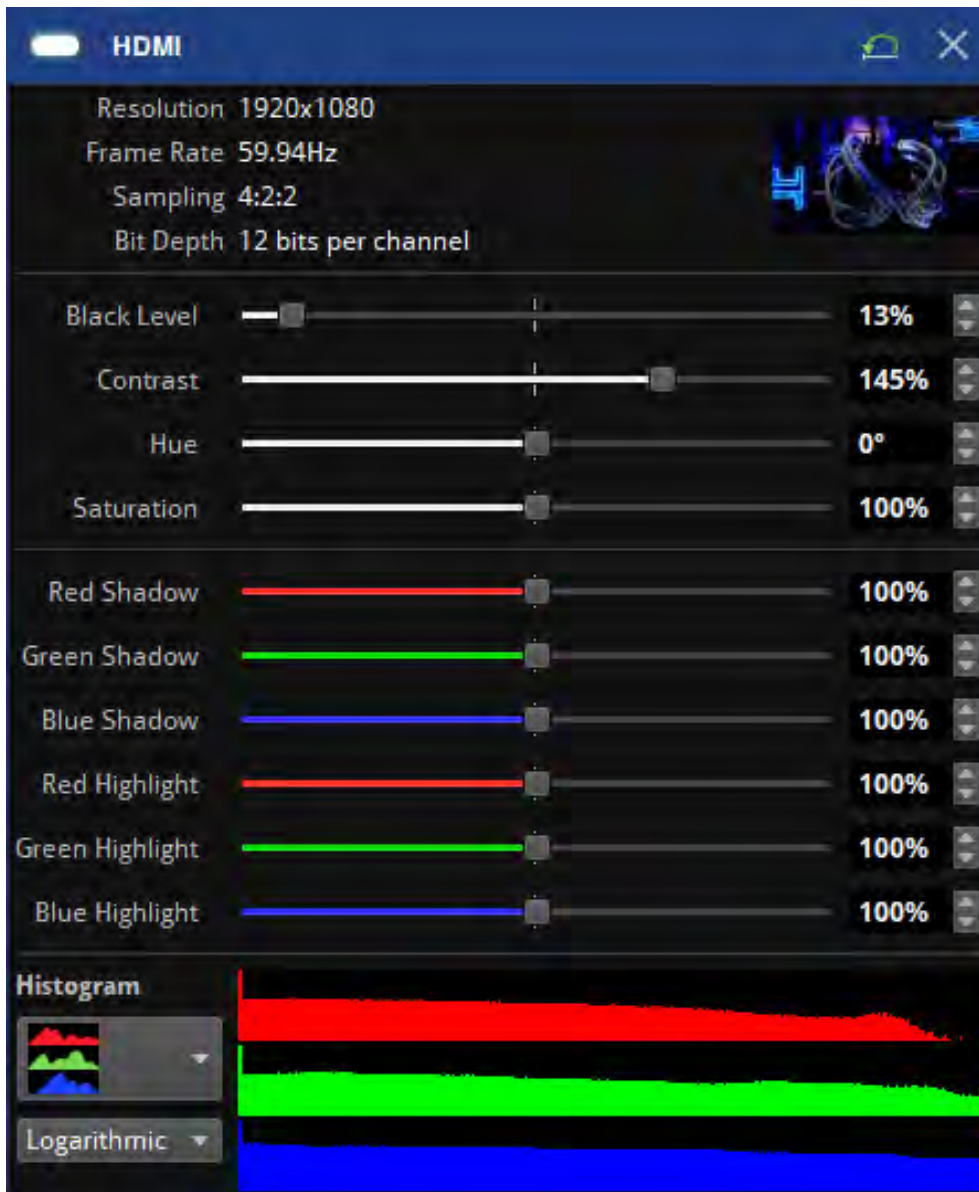 HDMI
Resolution 1920x1080
Frame Rate 59.94Hz
Sampling 4:2:2
Bit Depth 12 bits per channel
Black Level 13%
Contrast 145%
Hue 0°
Saturation 100%
Red Shadow 100%
Green Shadow 100%
Blue Shadow 100%
Red Highlight 100%
Green Highlight 100%
Blue Highlight 100%
Histogram
Logarithmic